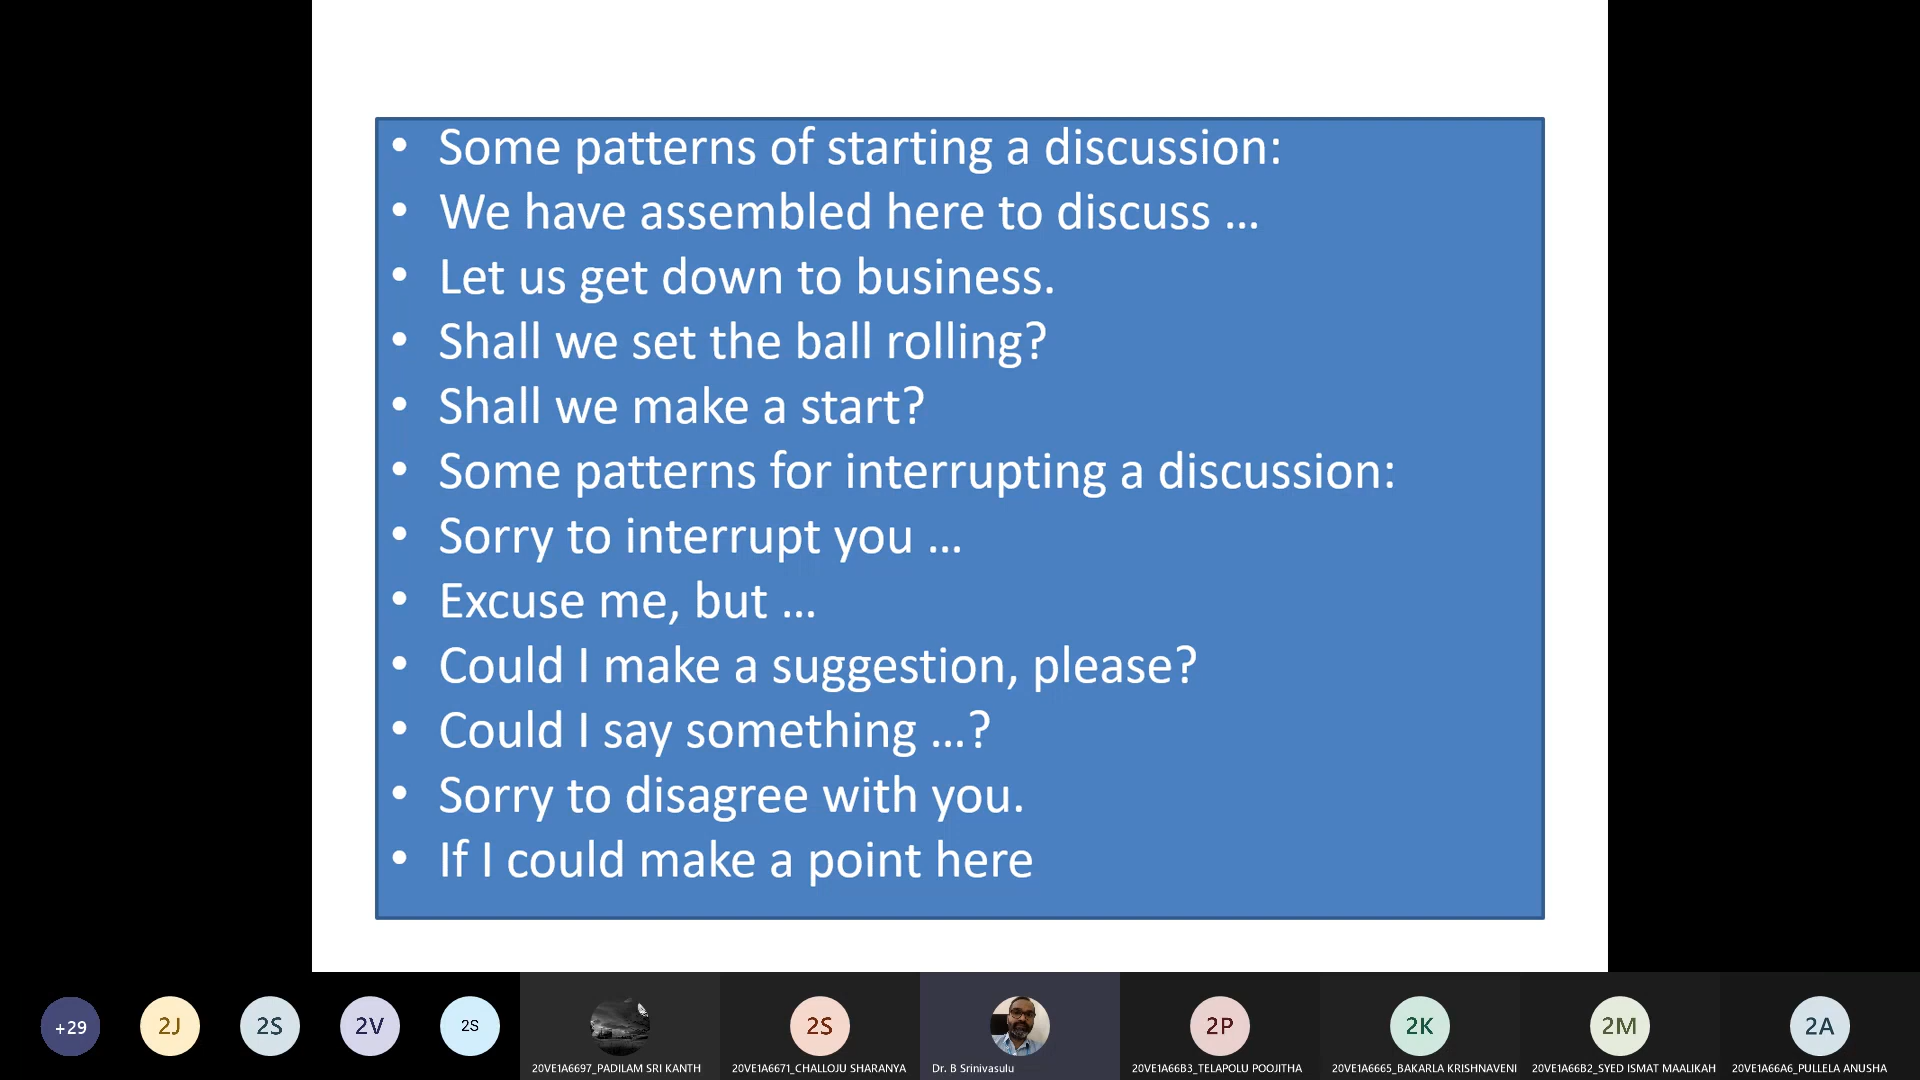 • Some patterns of starting a discussion:
• We have assembled here to discuss ...
• Let us get down to business.
• Shall we set the ball rolling?
• Shall we make a start?
• Some patterns for interrupting a discussion:
• Sorry to interrupt you ...
• Excuse me, but ...
• Could I make a suggestion, please?
• Could I say something ...?
• Sorry to disagree with you.
• If I could make a point here
+29
2J
2S
2V
2S
2S
2P
2K
2M
2A
20VE1A6697_PADILAM SRI KANTH
20VE1A6671_CHALLOJU SHARANYA
Dr. B Srinivasulu
20VE1A66B3_TELAPOLU POOJITHA
20VE1A6665_BAKARLA KRISHNAVENI
20VE1A66B2_SYED ISMAT MAALIKAH
20VE1A66A6_PULLELA ANUSHA